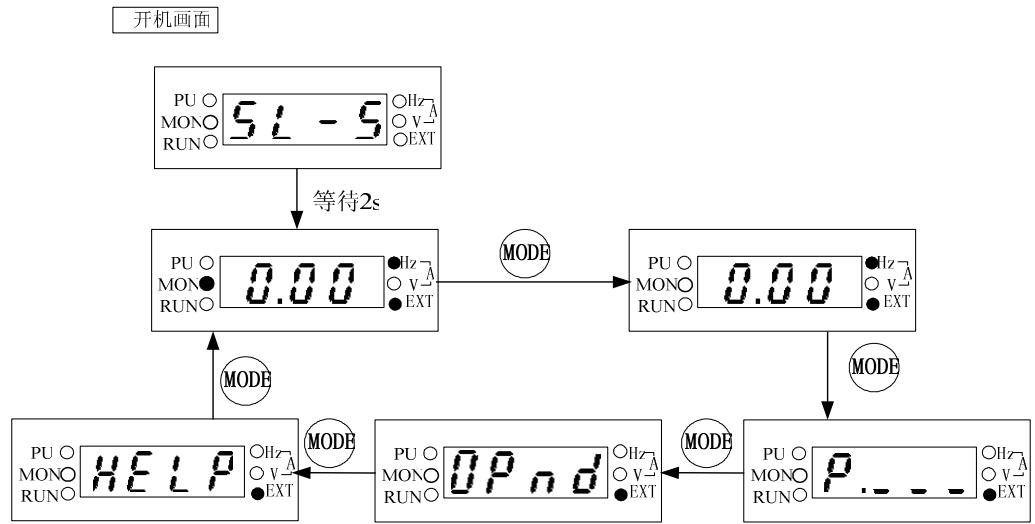 开机画面
PU
MON
RUN
SL-S
Hz
A
V
EXT
等待2s
PU
MON
RUN
0.00
Hz
A
V
EXT
MODE
PU
MON
RUN
0.00
Hz
A
V
EXT
MODE
MODE
PU
MON
RUN
HELP
Hz
A
V
EXT
MODE
PU
MON
RUN
OPnd
Hz
A
V
EXT
MODE
PU
MON
RUN
P.___
Hz
A
V
EXT